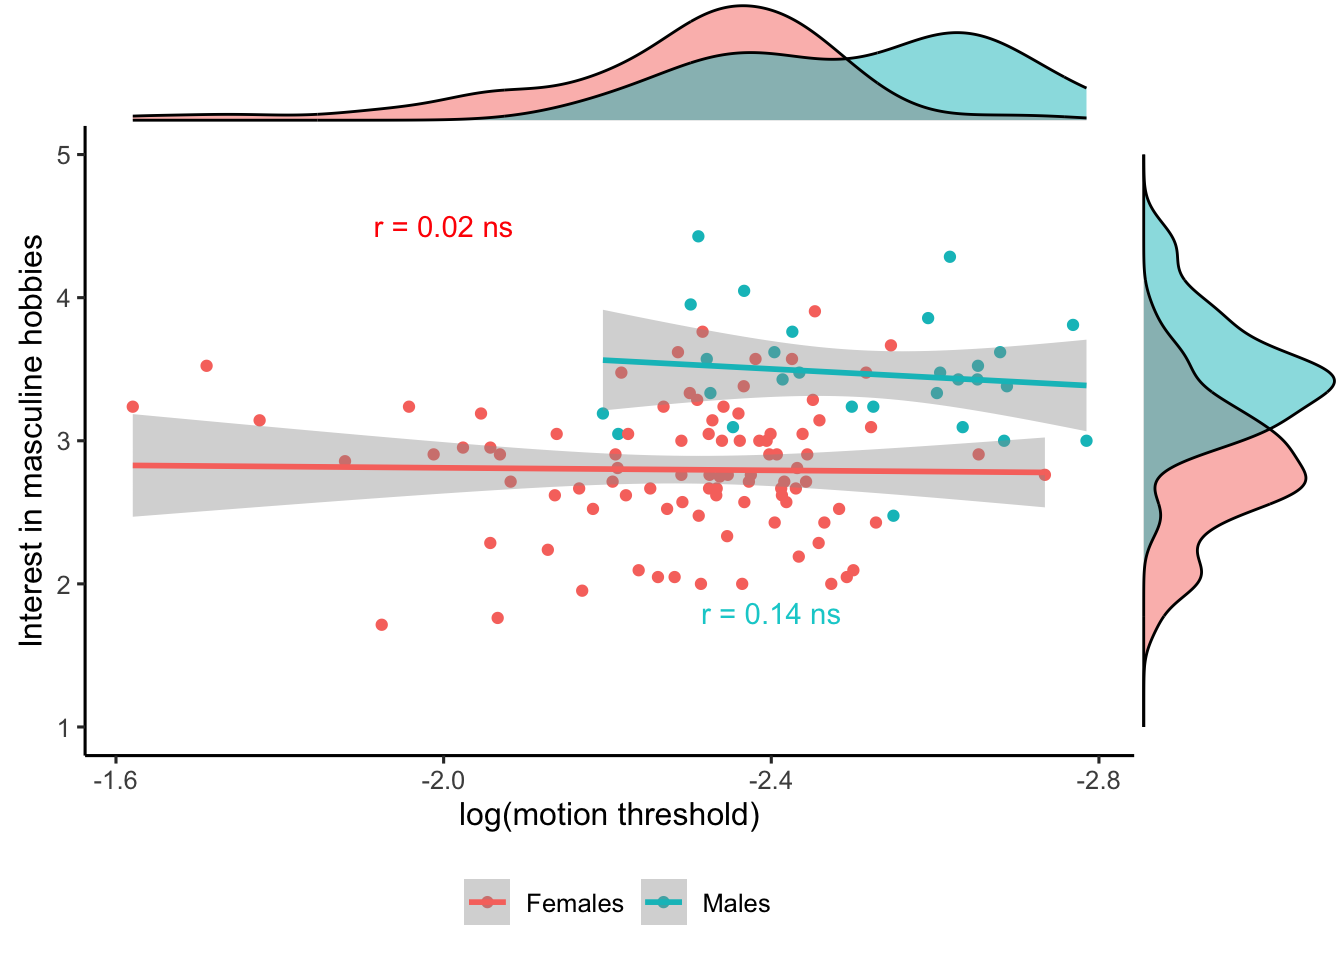 5
r = 0.02 ns
4
3
2
r = 0.14 ns
1
Interest in masculine hobbies
-1.6 -2.0 -2.4 -2.8
log(motion threshold)
Females Males